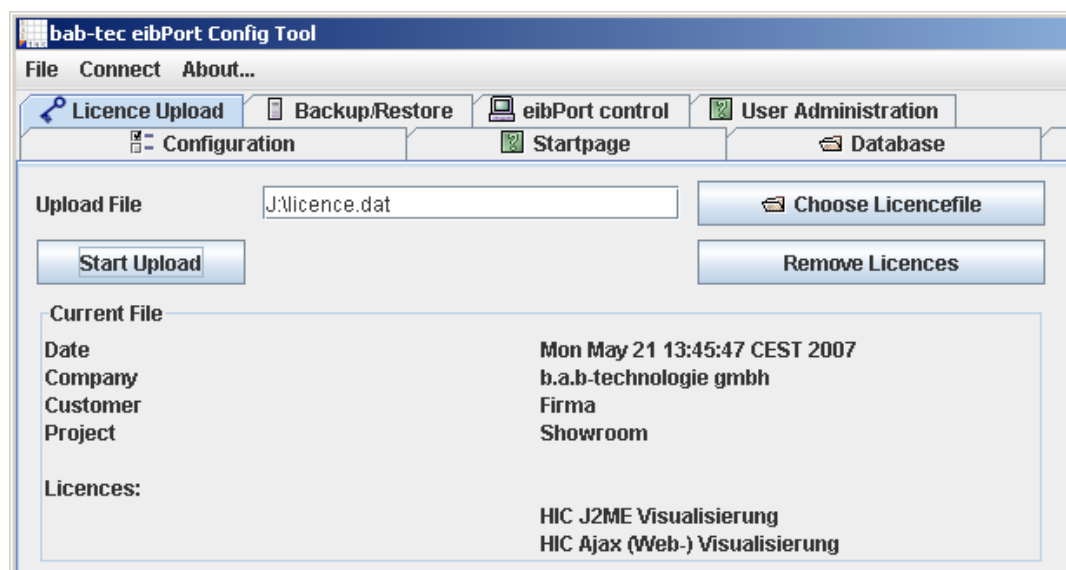 bab-tec eibPort Config Tool
File Connect About...
Licence Upload Backup/Restore eibPort control User Administration
Configuration Startpage Database
Upload File J:\licence.dat Choose Licencefile
Start Upload Remove Licences
Current File
Date Mon May 21 13:45:47 CEST 2007
Company b.a.b-technologie gmbh
Customer Firma
Project Showroom
Licences:
HIC J2ME Visualisierung
HIC Ajax (Web-) Visualisierung